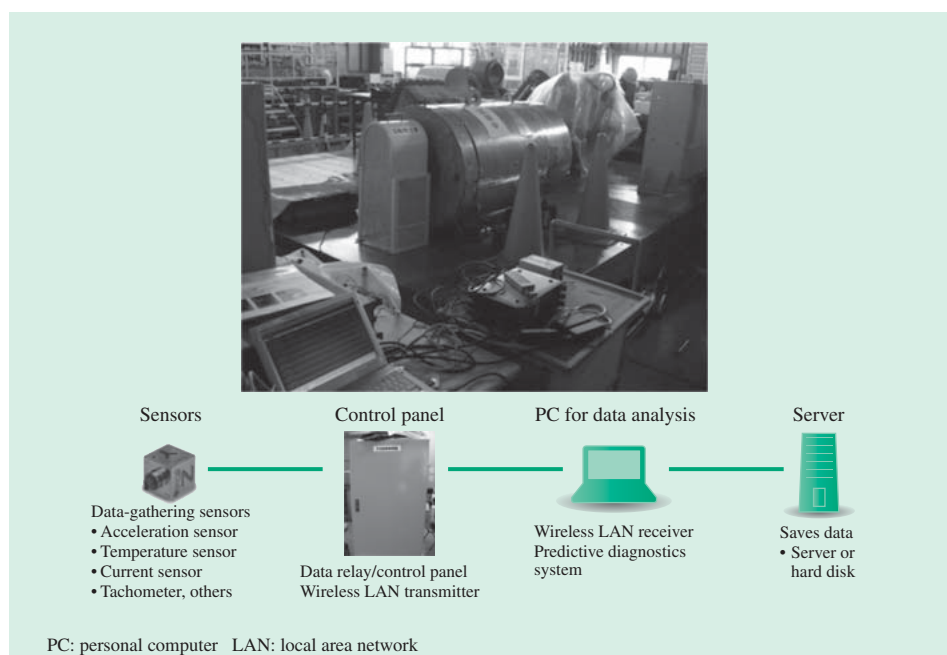 Sensors
Control panel
PC for data analysis
Server
Data-gathering sensors
• Acceleration sensor
• Temperature sensor
• Current sensor
• Tachometer, others
Data relay/control panel
Wireless LAN transmitter
Wireless LAN receiver
Predictive diagnostics
system
Saves data
• Server or
hard disk
PC: personal computer LAN: local area network